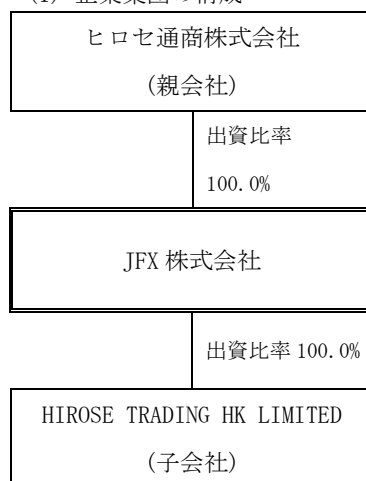 (1) 企業集団の構成
ヒロセ通商株式会社
(親会社)
出資比率
100.0%
JFX 株式会社
出資比率 100.0%
HIROSE TRADING HK LIMITED
(子会社)